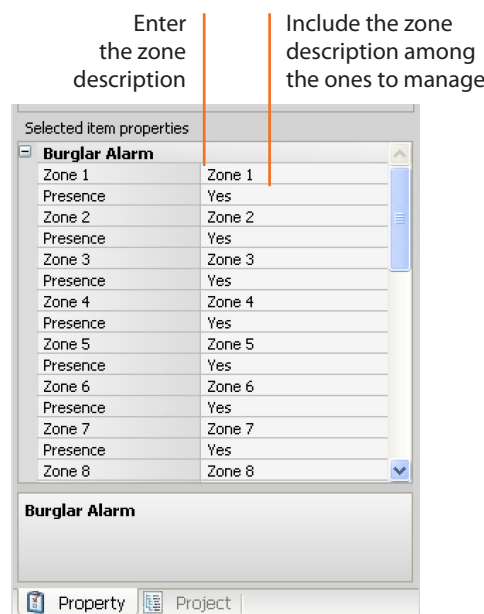 Enter
the zone
description
Include the zone
description among
the ones to manage
Selected item properties
Burglar Alarm
Zone 1 Zone 1
Presence Yes
Zone 2 Zone 2
Presence Yes
Zone 3 Zone 3
Presence Yes
Zone 4 Zone 4
Presence Yes
Zone 5 Zone 5
Presence Yes
Zone 6 Zone 6
Presence Yes
Zone 7 Zone 7
Presence Yes
Zone 8 Zone 8
Burglar Alarm
Property Project